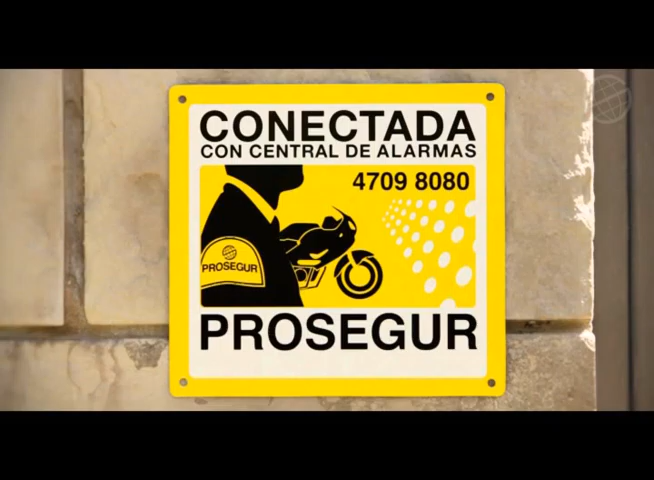 CONECTADA
CON CENTRAL DE ALARMAS
4709 8080
PROSEGUR
PROSEGUR